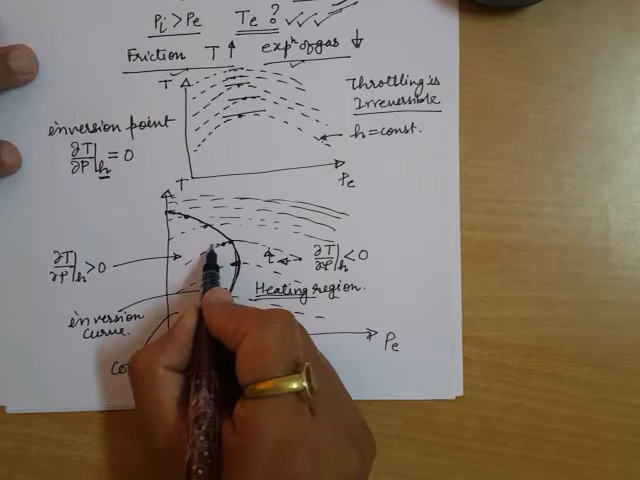 Pi > Pe Te ?
Friction T ↑ expⁿ of gas ↓
T
Throttling is
Irreversible
inversion point
∂T/∂P|h = 0
h = const.
Pe
T
∂T/∂P|h > 0
∂T/∂P|h < 0
Heating region.
inversion
curve.
Pe